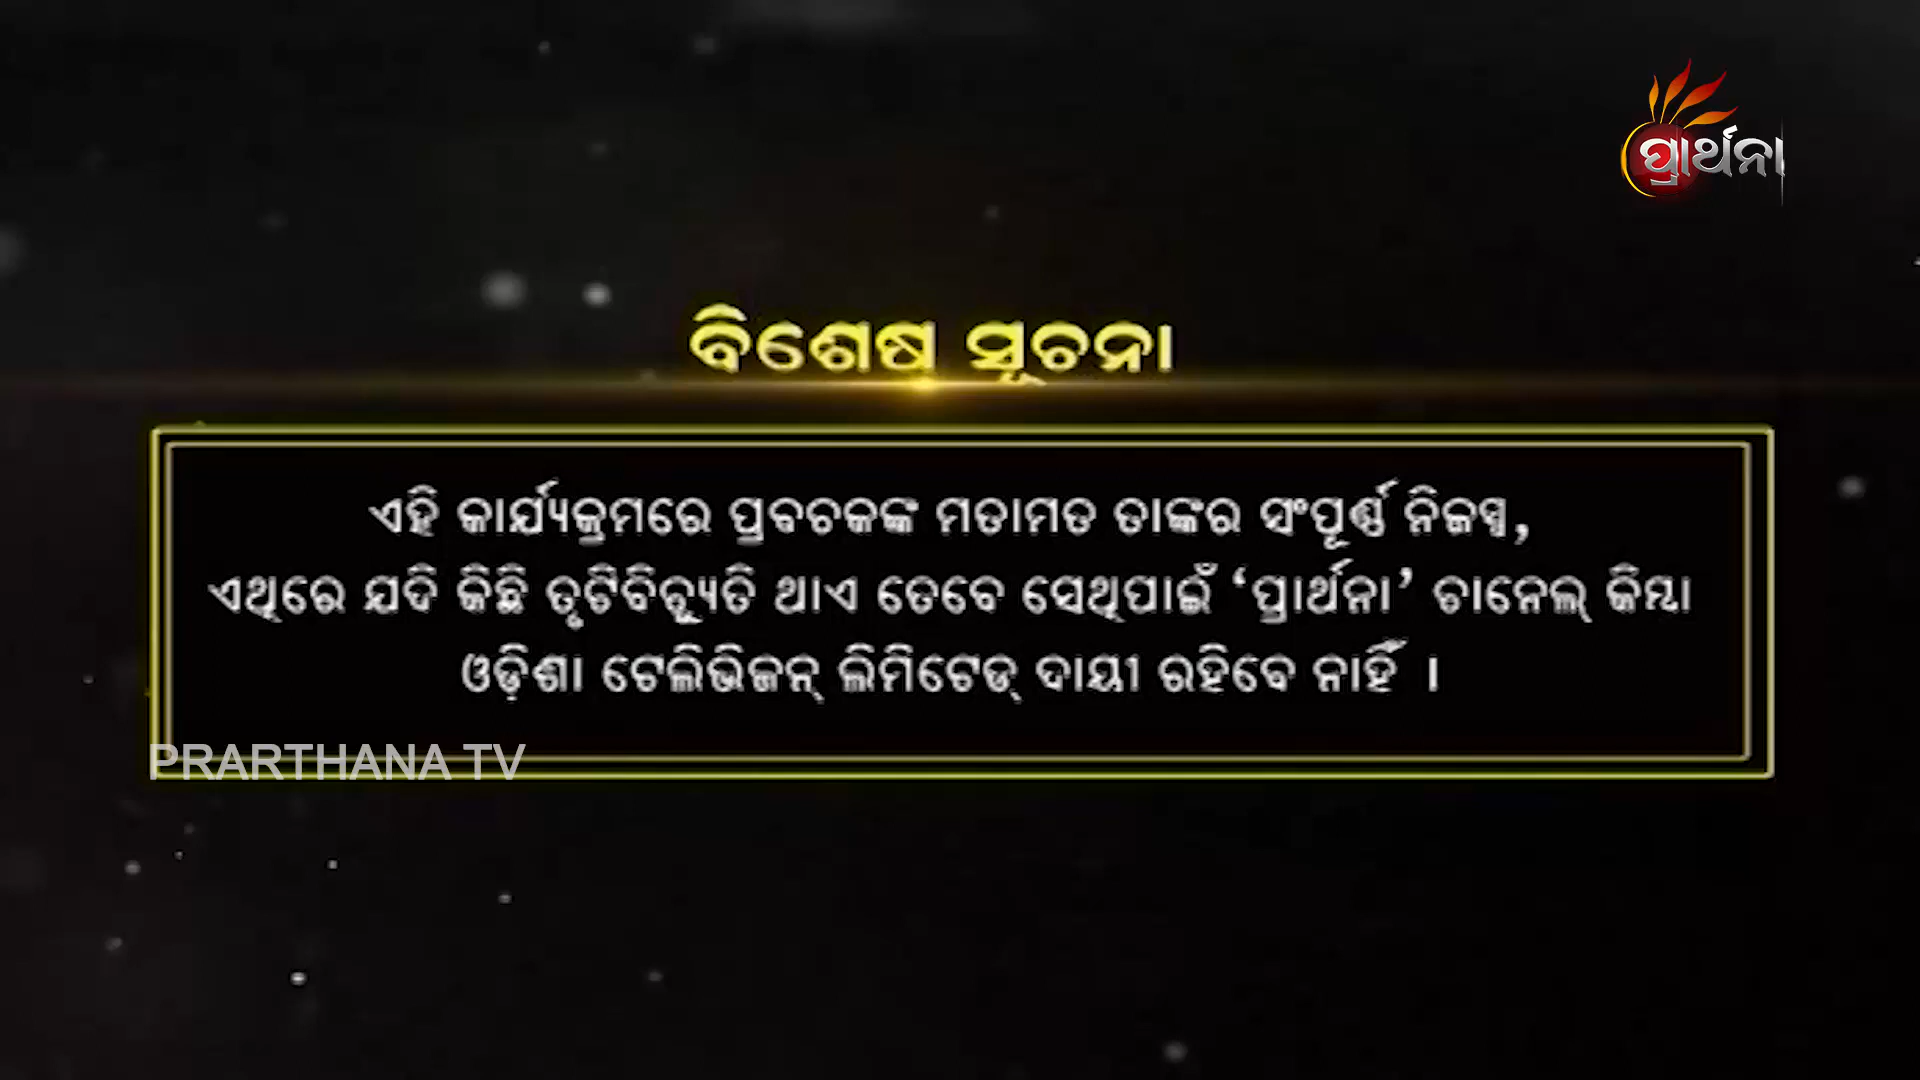 ପ୍ରାର୍ଥନା
ବିଶେଷ ସୂଚନା
ଏହି କାର୍ଯ୍ୟକ୍ରମରେ ପ୍ରବଚକଙ୍କ ମତାମତ ତାଙ୍କର ସଂପୂର୍ଣ୍ଣ ନିଜସ୍ୱ,
ଏଥିରେ ଯଦି କିଛି ତୃଟିବିଚ୍ୟୁତି ଥାଏ ତେବେ ସେଥିପାଇଁ ‘ପ୍ରାର୍ଥନା’ ଚାନେଲ୍ କିମ୍ବା
ଓଡ଼ିଶା ଟେଲିଭିଜନ୍ ଲିମିଟେଡ୍ ଦାୟୀ ରହିବେ ନାହିଁ ।
PRARTHANA TV